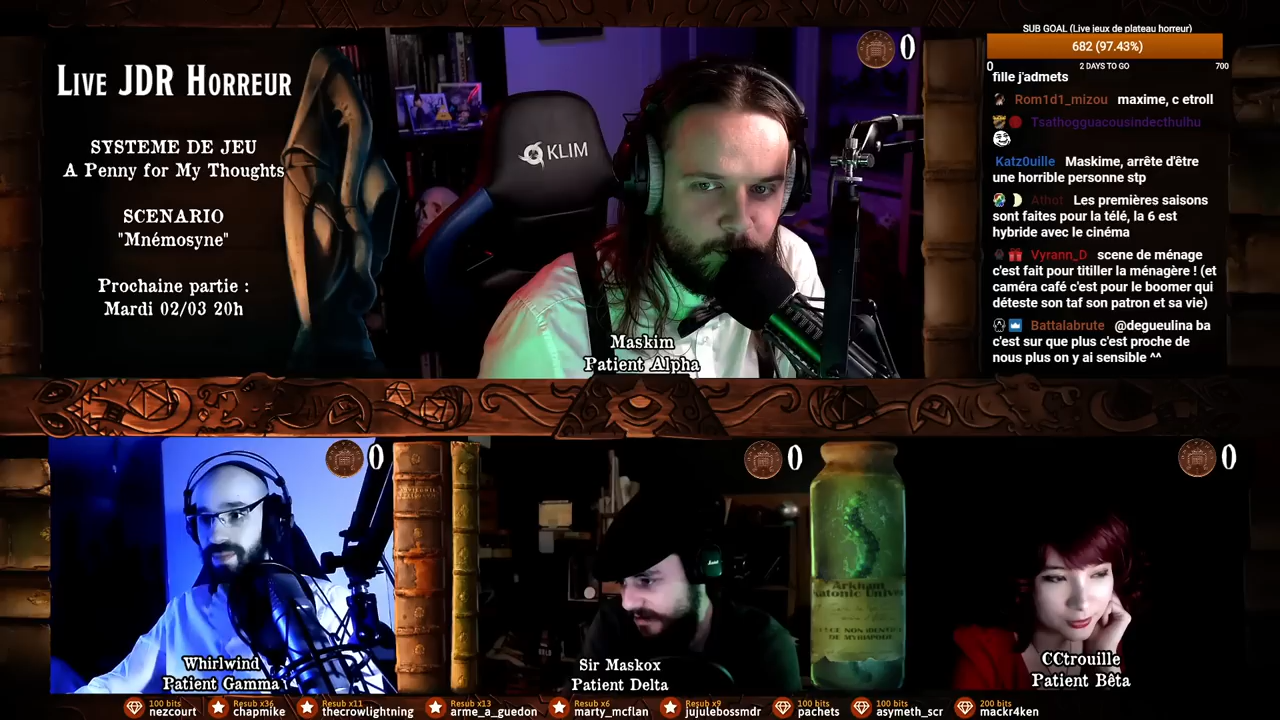 LIVE JDR HORREUR
SYSTEME DE JEU
A Penny for My Thoughts
SCENARIO
"Mnémosyne"
Prochaine partie :
Mardi 02/03 20h
KLIM
0
Maskim
Patient Alpha
SUB GOAL (Live jeux de plateau horreur)
682 (97.43%)
0
2 DAYS TO GO
700
fille j'admets
Rom1d1_mizou maxime, c etroll
Tsathogguacousindecthulhu
Katz0uille Maskime, arrête d'être
une horrible personne stp
Athot Les premières saisons
sont faites pour la télé, la 6 est
hybride avec le cinéma
Vyrann_D scene de ménage
c'est fait pour titiller la ménagère ! (et
caméra café c'est pour le boomer qui
déteste son taf son patron et sa vie)
Battalabrute @degueulina ba
c'est sur que plus c'est proche de
nous plus on y ai sensible ^^
0
Whirlwind
Patient Gamma
0
Sir Maskox
Patient Delta
Arkham
katonic Univer
NON IDENTI
DE MYTHOPODE
0
CCtrouille
Patient Bêta
100 bits
nezcourt
Resub x36
chapmike
Resub x11
thecrowlightning
Resub x13
arme_a_guedon
Resub x6
marty_mcflan
Resub x9
jujulebossmdr
100 bits
pachets
100 bits
asymeth_scr
200 bits
mackr4ken